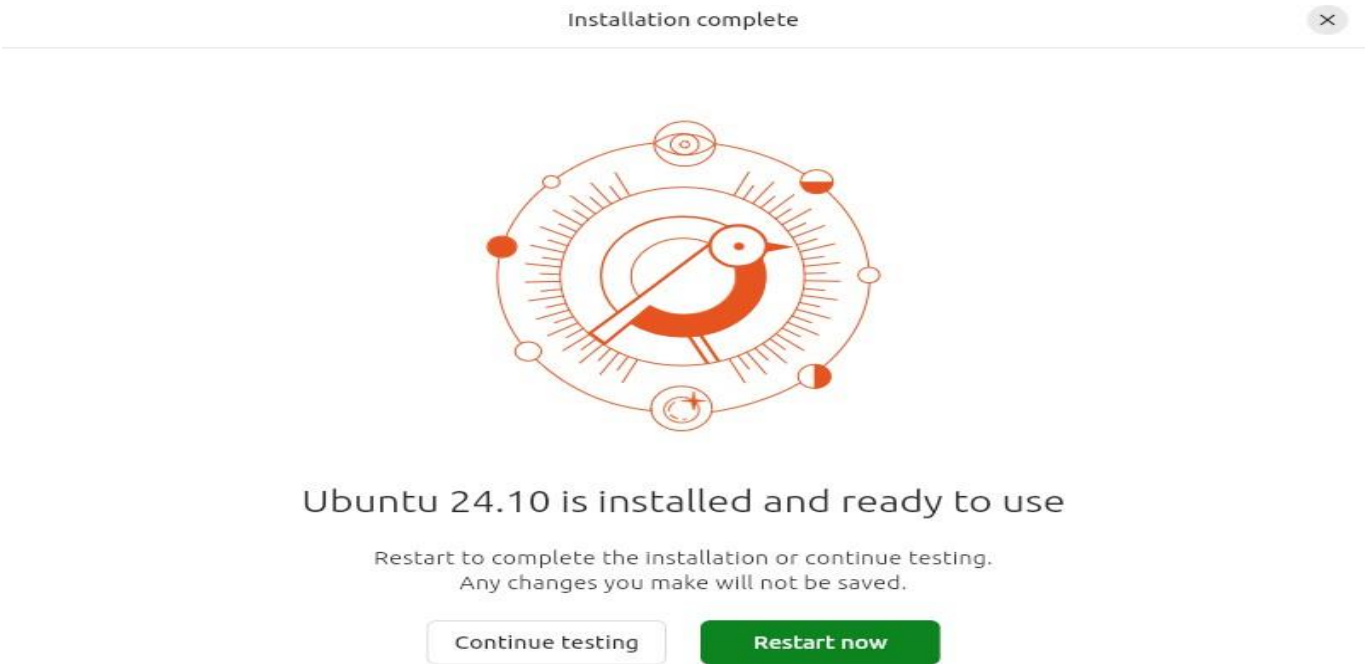 Installation complete
Ubuntu 24.10 is installed and ready to use
Restart to complete the installation or continue testing.
Any changes you make will not be saved.
Continue testing
Restart now